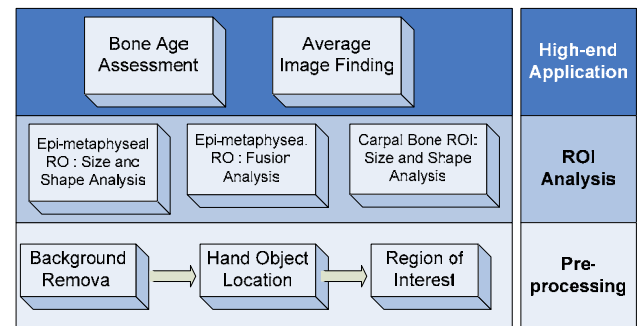 Bone Age
Assessment
Average
Image Finding
High-end
Application
Epi-metaphyseal
RO : Size and
Shape Analysis
Epi-metaphysea.
RO : Fusion
Analysis
Carpal Bone ROI:
Size and Shape
Analysis
ROI
Analysis
Background
Remova
Hand Object
Location
Region of
Interest
Pre-
processing